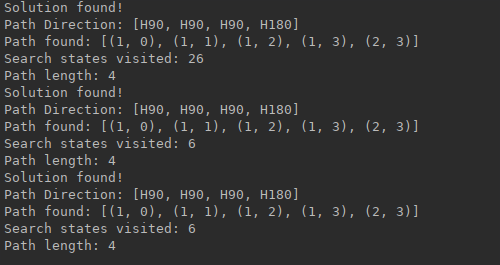 Solution found!
Path Direction: [H90, H90, H90, H180]
Path found: [(1, 0), (1, 1), (1, 2), (1, 3), (2, 3)]
Search states visited: 26
Path length: 4
Solution found!
Path Direction: [H90, H90, H90, H180]
Path found: [(1, 0), (1, 1), (1, 2), (1, 3), (2, 3)]
Search states visited: 6
Path length: 4
Solution found!
Path Direction: [H90, H90, H90, H180]
Path found: [(1, 0), (1, 1), (1, 2), (1, 3), (2, 3)]
Search states visited: 6
Path length: 4